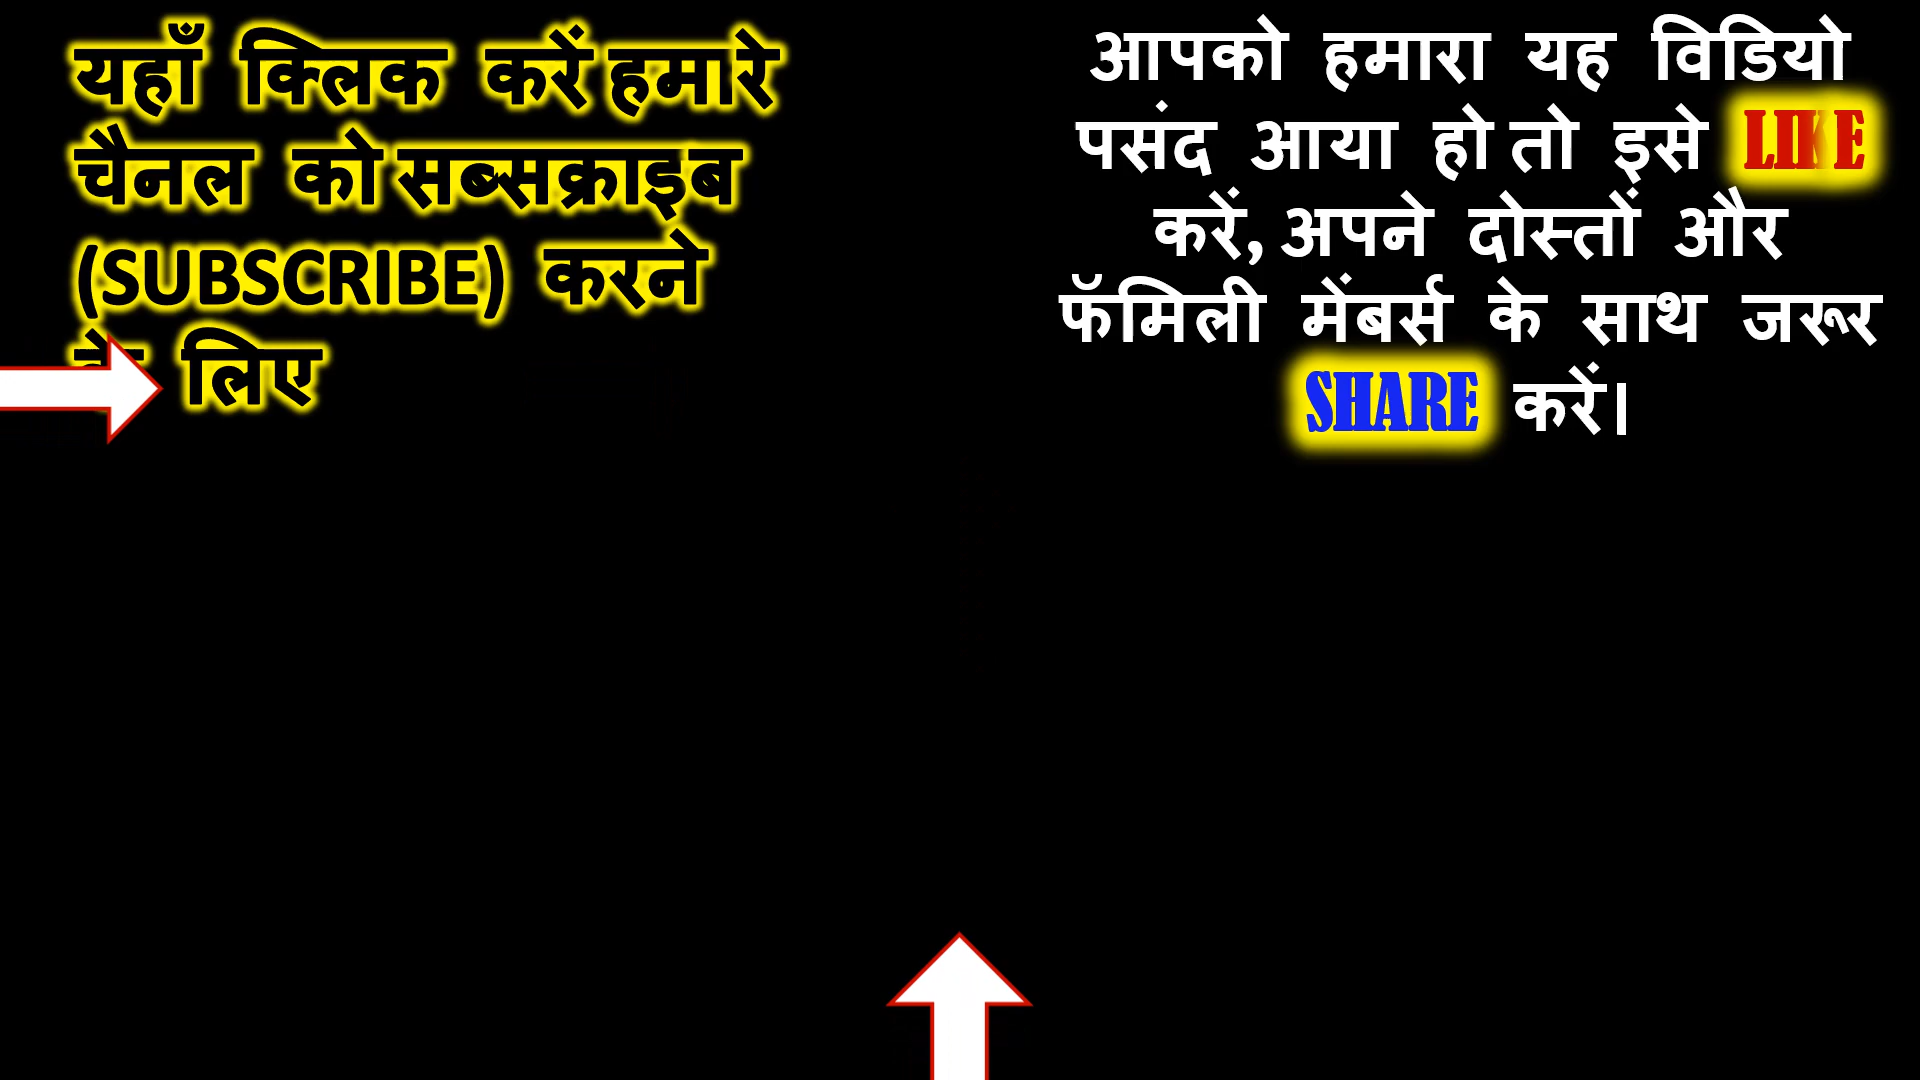 यहाँ क्लिक करें हमारे
चैनल को सब्सक्राइब
(SUBSCRIBE) करने
के लिए
आपको हमारा यह विडियो
पसंद आया हो तो इसे LIKE
करें, अपने दोस्तों और
फॅमिली मेंबर्स के साथ जरूर
SHARE करें।